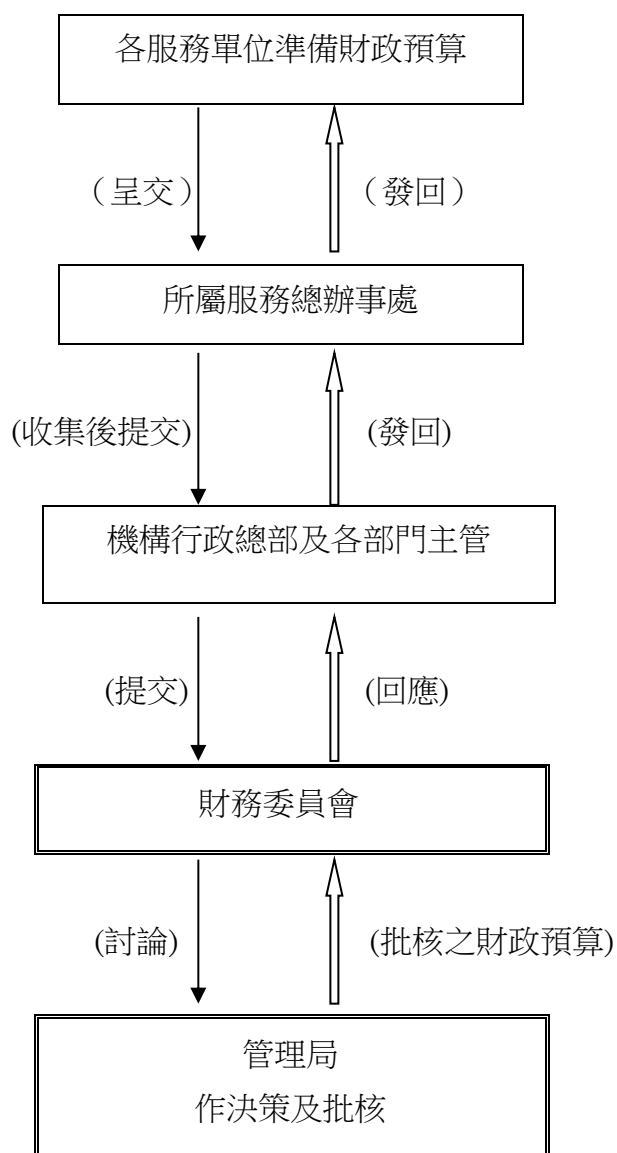 各服務單位準備財政預算
（呈交）
（發回）
所屬服務總辦事處
(收集後提交)
(發回)
機構行政總部及各部門主管
(提交)
(回應)
財務委員會
(討論)
(批核之財政預算)
管理局
作決策及批核